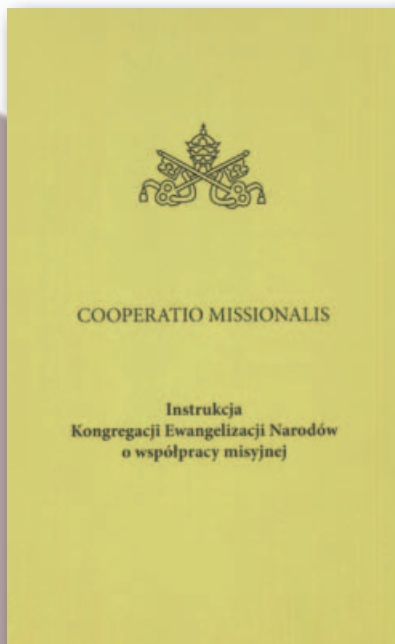 COOPERATIO MISSIONALIS
Instrukcja
Kongregacji Ewangelizacji Narodów
o współpracy misyjnej